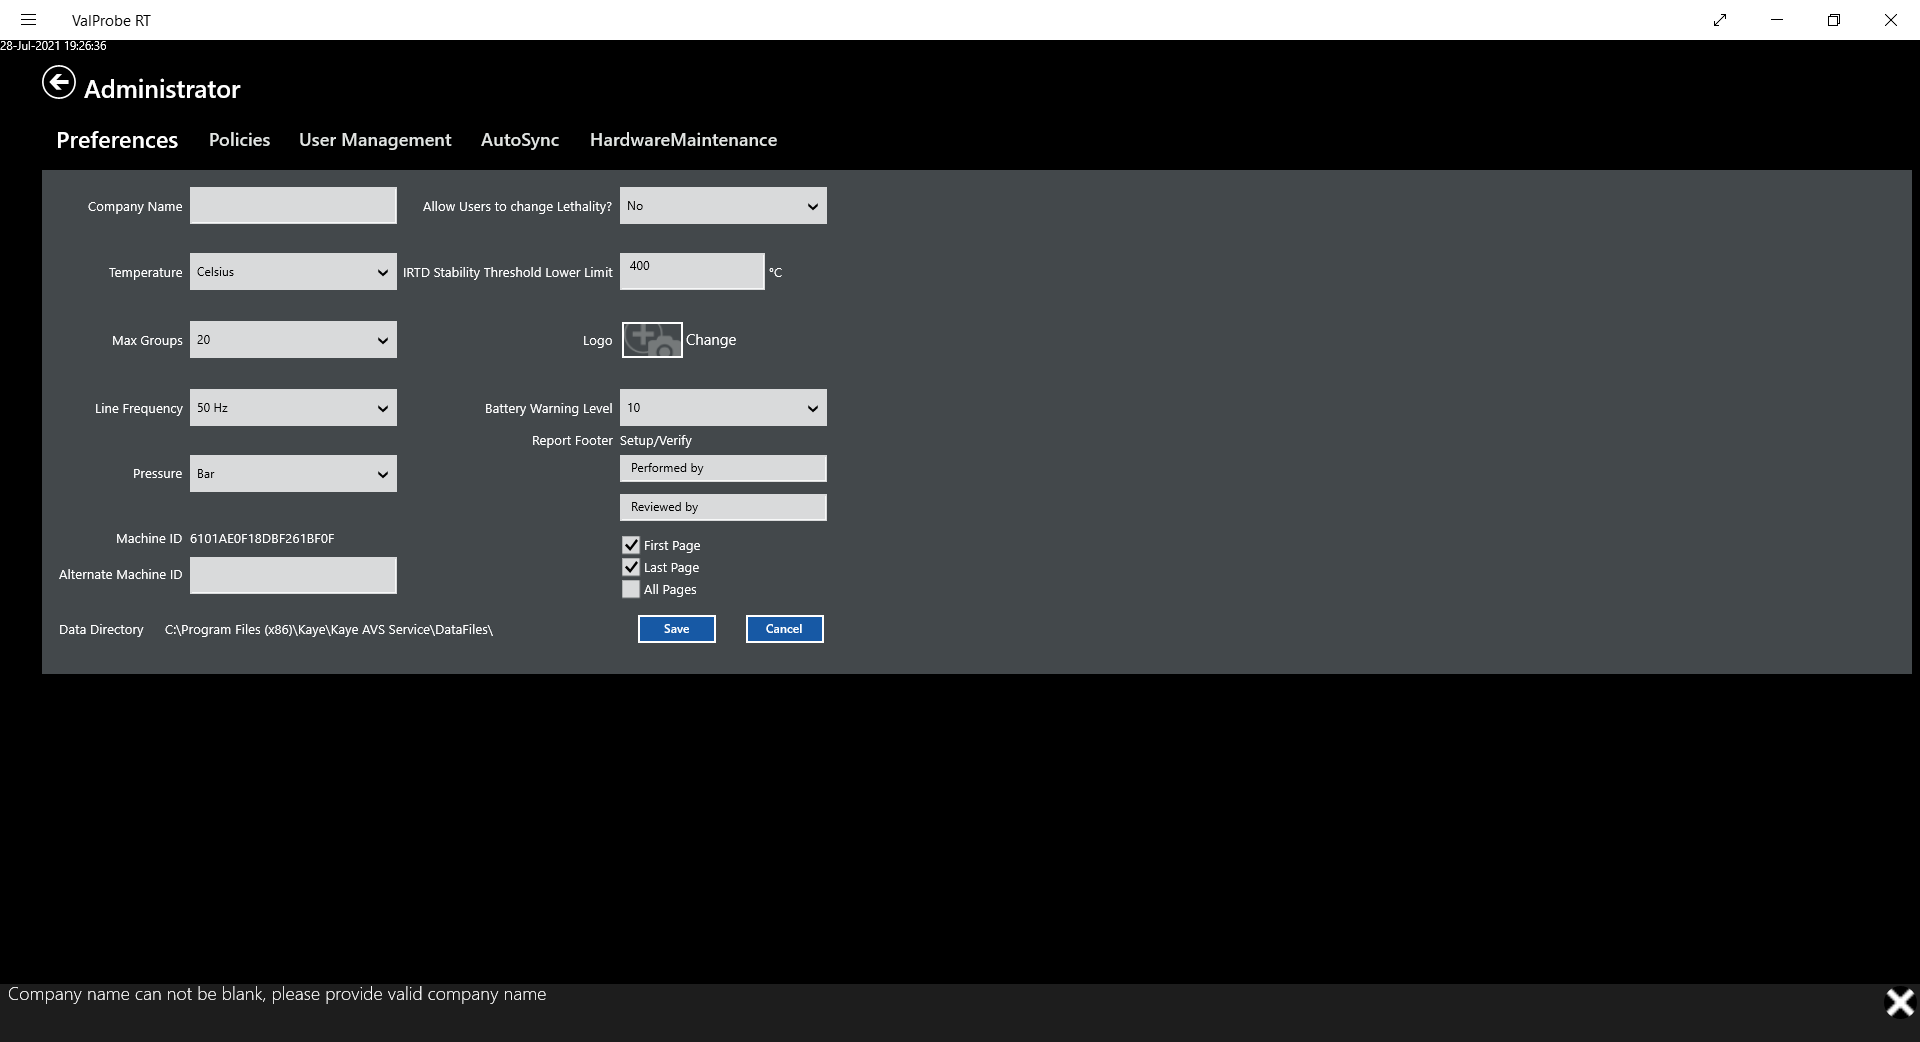 ValProbe RT
28-Jul-2021 19:26:36
Administrator
Preferences Policies User Management AutoSync HardwareMaintenance
Company Name Allow Users to change Lethality? No
Temperature Celsius IRTD Stability Threshold Lower Limit 400 °C
Max Groups 20 Logo Change
Line Frequency 50 Hz Battery Warning Level 10
Report Footer Setup/Verify
Pressure Bar Performed by
Reviewed by
Machine ID 6101AE0F18DBF261BF0F First Page
Alternate Machine ID Last Page
All Pages
Data Directory C:\Program Files (x86)\Kaye\Kaye AVS Service\DataFiles\ Save Cancel
Company name can not be blank, please provide valid company name